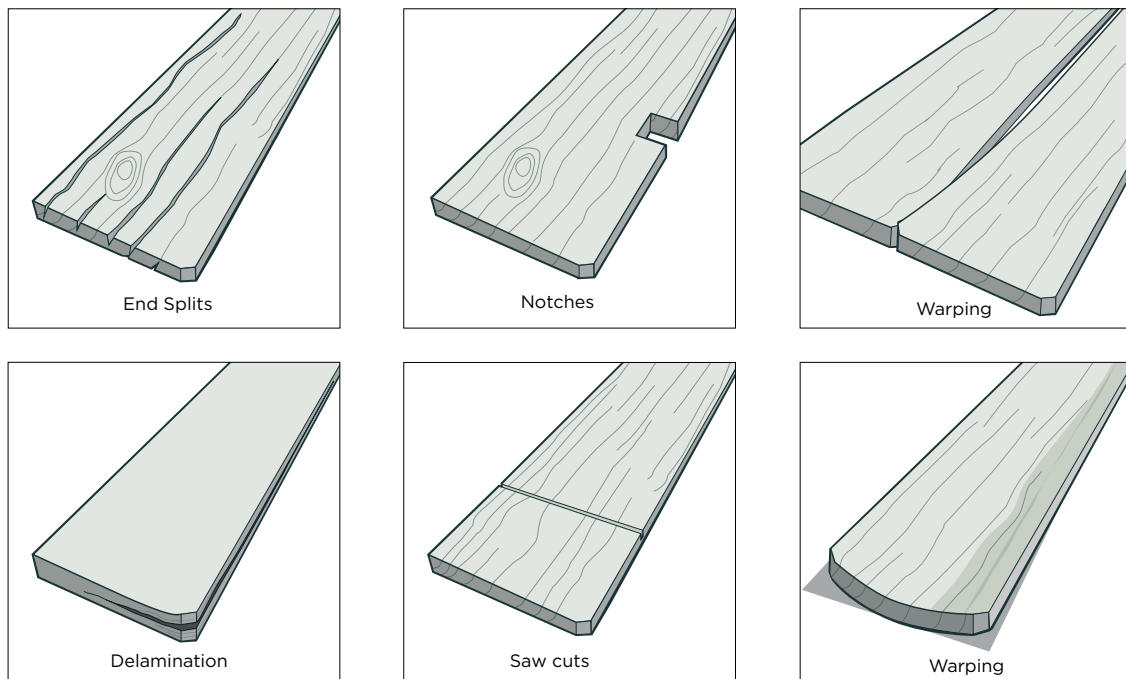 End Splits
Notches
Warping
Delamination
Saw cuts
Warping